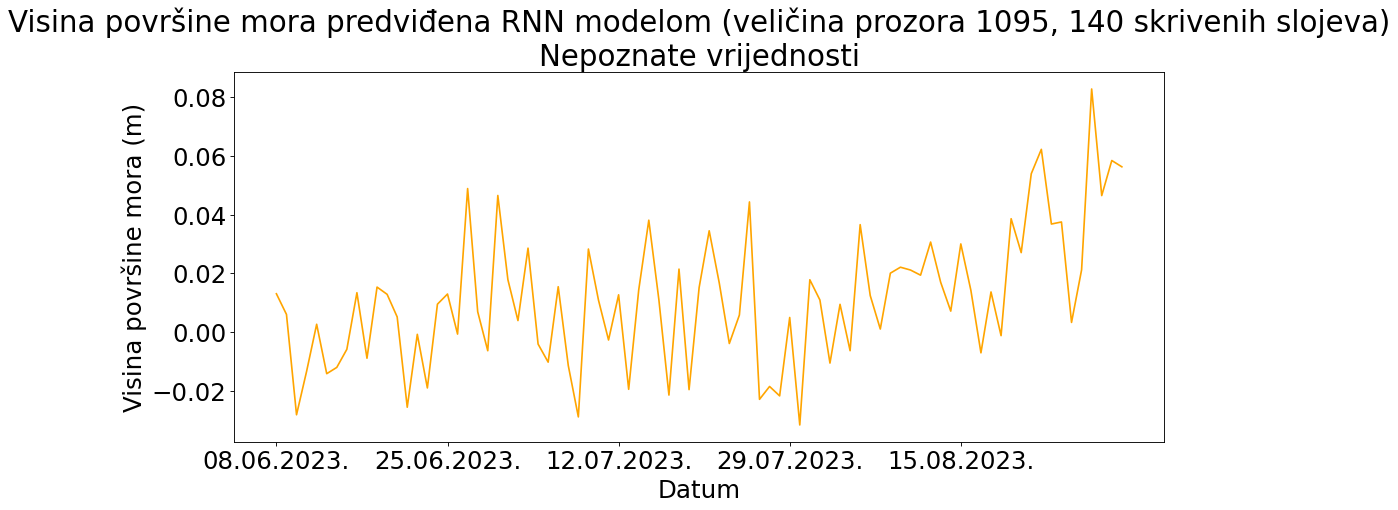 Visina površine mora predviđena RNN modelom (veličina prozora 1095, 140 skrivenih slojeva)
Nepoznate vrijednosti
Visina površine mora (m)
0.08
0.06
0.04
0.02
0.00
−0.02
08.06.2023. 25.06.2023. 12.07.2023. 29.07.2023. 15.08.2023.
Datum